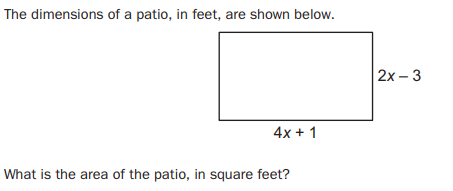 The dimensions of a patio, in feet, are shown below.
2x – 3
4x + 1
What is the area of the patio, in square feet?